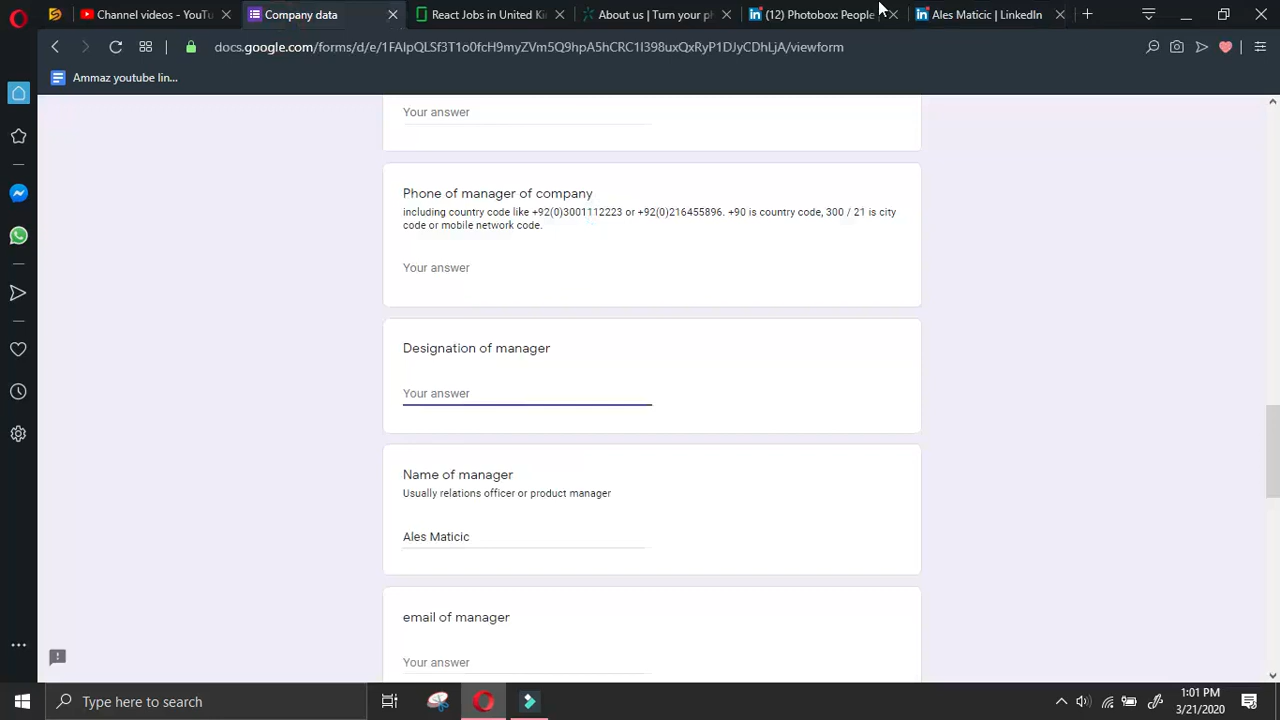 Channel videos - YouTu
Company data
React Jobs in United Ki
About us | Turn your ph
(12) Photobox: People
Ales Maticic | LinkedIn
docs.google.com/forms/d/e/1FAIpQLSf3T1o0fcH9myZVm5Q9hpA5hCRC1I398uxQxRyP1DJyCDhLjA/viewform
Ammaz youtube lin...
Your answer
Phone of manager of company
including country code like +92(0)3001112223 or +92(0)216455896. +90 is country code, 300 / 21 is city
code or mobile network code.
Your answer
Designation of manager
Your answer
Name of manager
Usually relations officer or product manager
Ales Maticic
email of manager
Your answer
Type here to search
1:01 PM
3/21/2020